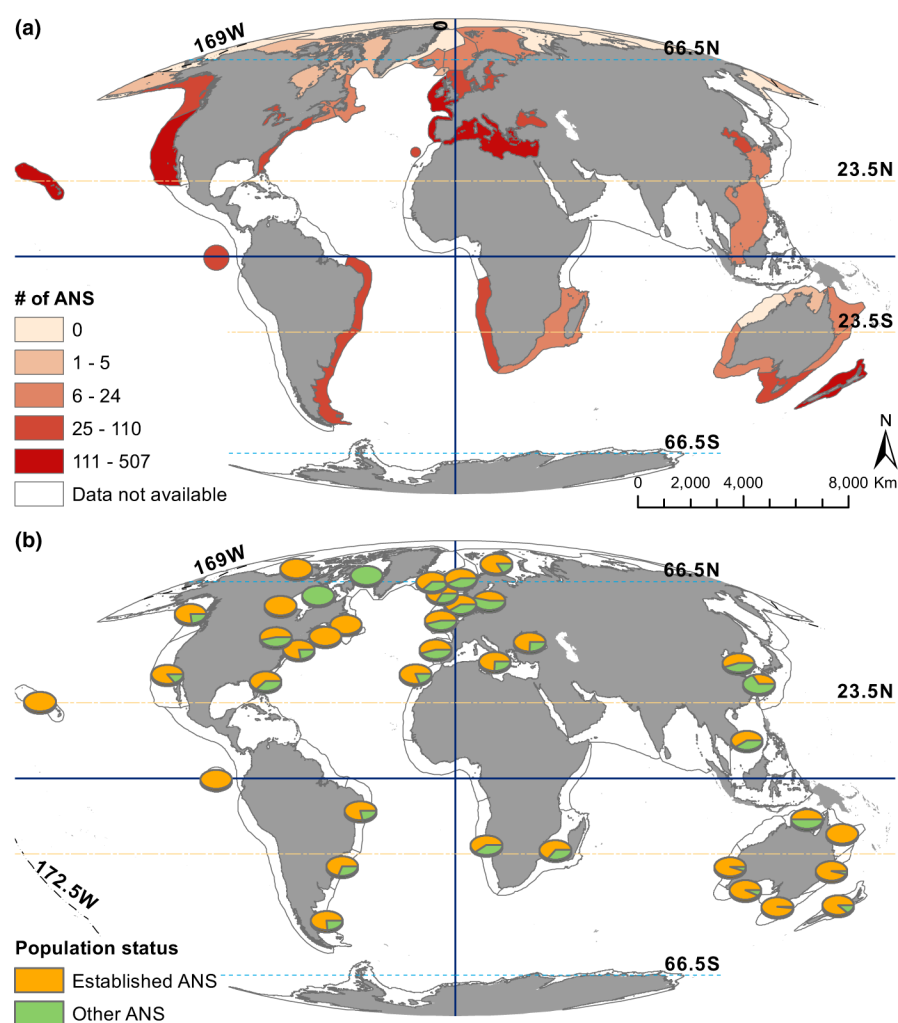 (a)
169W
0
66.5N
23.5N
# of ANS
0
1 - 5
6 - 24
25 - 110
111 - 507
Data not available
23.5S
66.5S
N
0 2,000 4,000 8,000 Km
(b)
169W
66.5N
23.5N
172.5W
66.5S
Population status
Established ANS
Other ANS